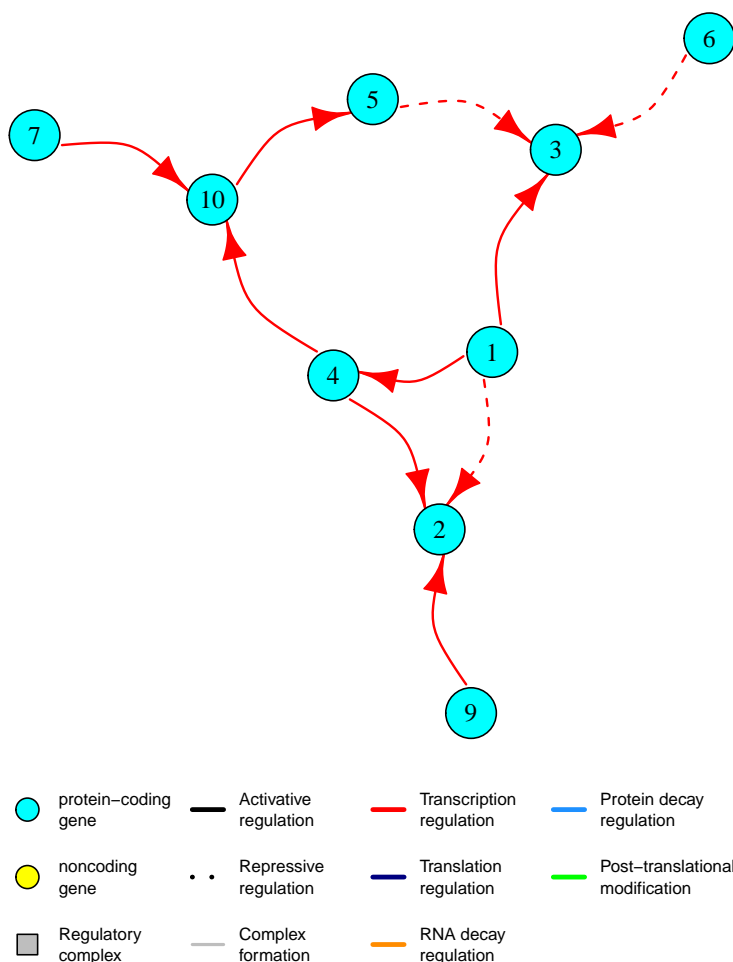 6
5
7
3
10
1
4
2
9
protein−coding
gene
Activative
regulation
Transcription
regulation
Protein decay
regulation
noncoding
gene
Repressive
regulation
Translation
regulation
Post−translational
modification
Regulatory
complex
Complex
formation
RNA decay
regulation